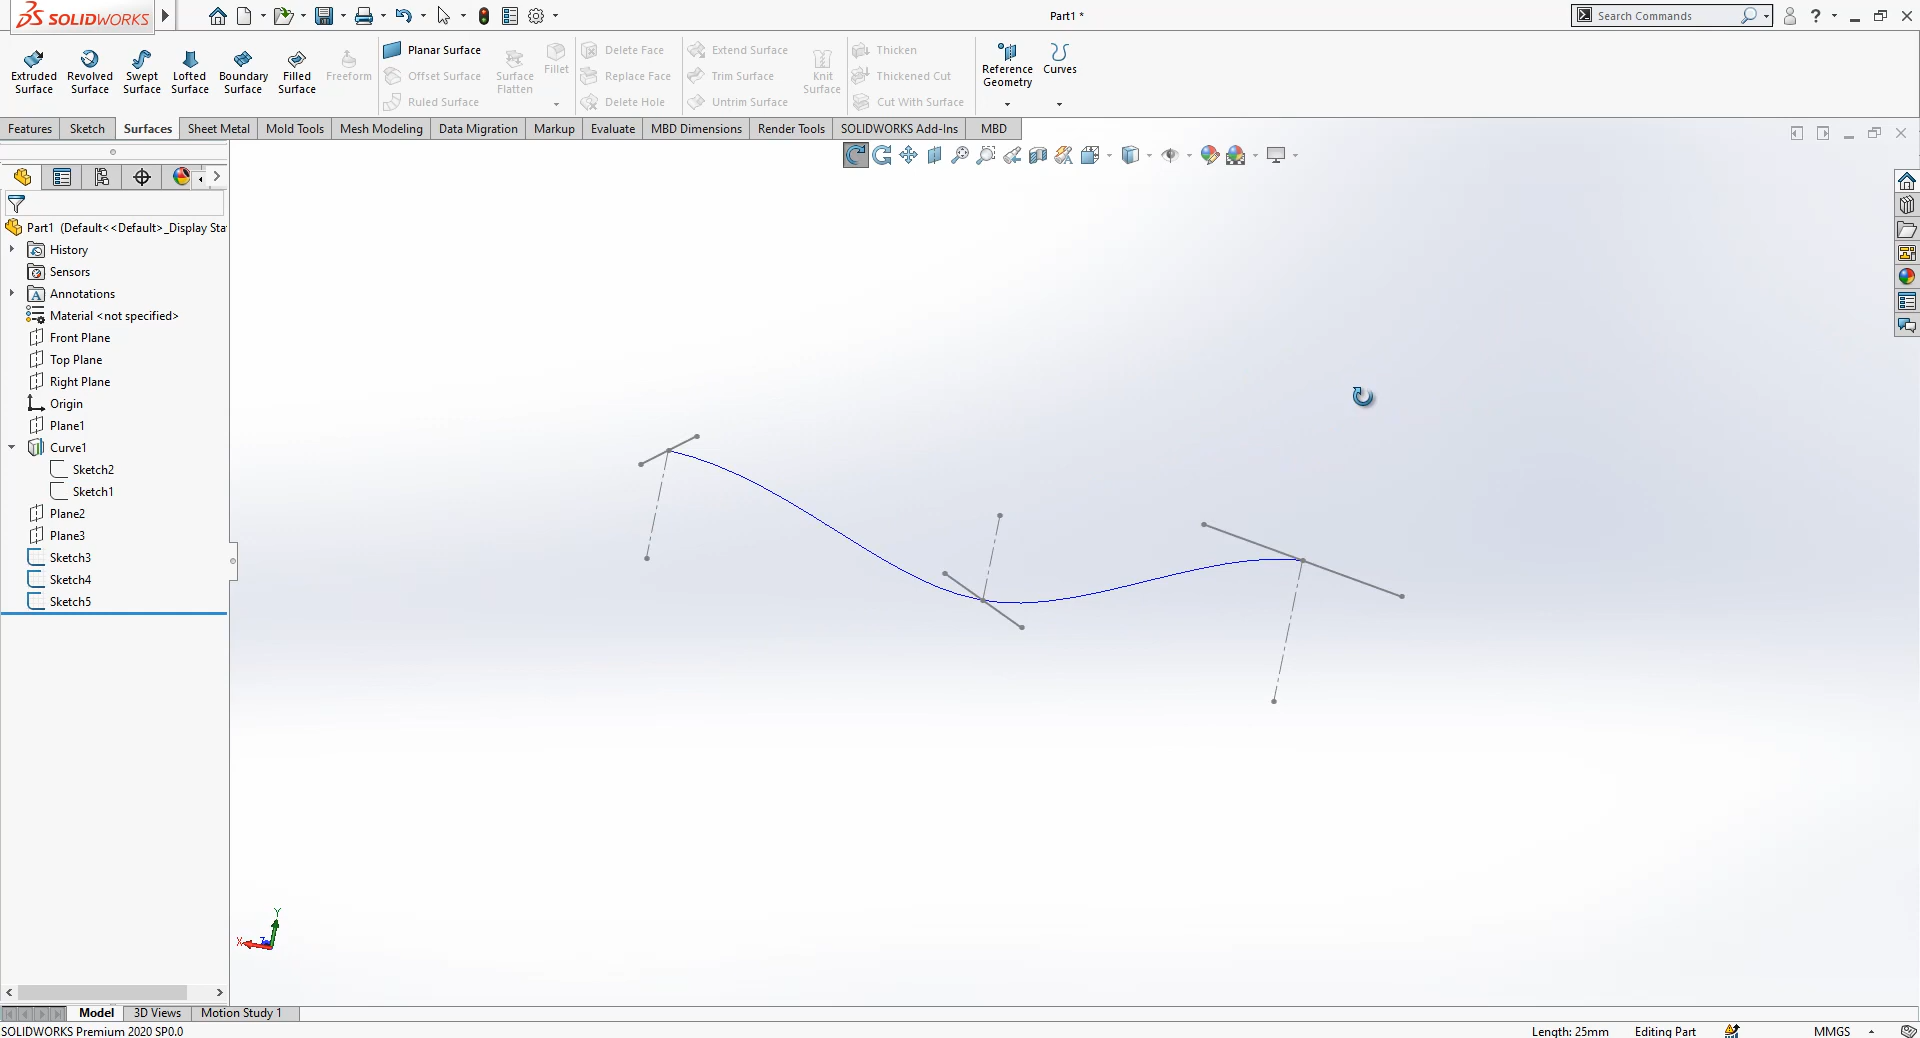 SOLIDWORKS
Part1 *
Search Commands
?
Extruded Surface
Revolved Surface
Swept Surface
Lofted Surface
Boundary Surface
Filled Surface
Freeform
Planar Surface
Offset Surface
Ruled Surface
Surface Flatten
Fillet
Delete Face
Replace Face
Delete Hole
Extend Surface
Trim Surface
Untrim Surface
Knit Surface
Thicken
Thickened Cut
Cut With Surface
Reference Geometry
Curves
Features Sketch Surfaces Sheet Metal Mold Tools Mesh Modeling Data Migration Markup Evaluate MBD Dimensions Render Tools SOLIDWORKS Add-Ins MBD
Part1 (Default<<Default>_Display Sta
History
Sensors
Annotations
Material <not specified>
Front Plane
Top Plane
Right Plane
Origin
Plane1
Curve1
Sketch2
Sketch1
Plane2
Plane3
Sketch3
Sketch4
Sketch5
Y
X
Z
Model 3D Views Motion Study 1
SOLIDWORKS Premium 2020 SP0.0
Length: 25mm Editing Part MMGS